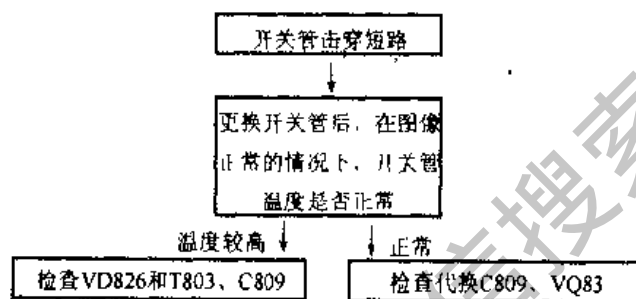 开关管击穿短路
更换开关管后、在图像
正常的情况下、开关管
温度是否正常
温度较高
正常
检查VD826和T803、C809
检查代换C809、VQ83
搜索